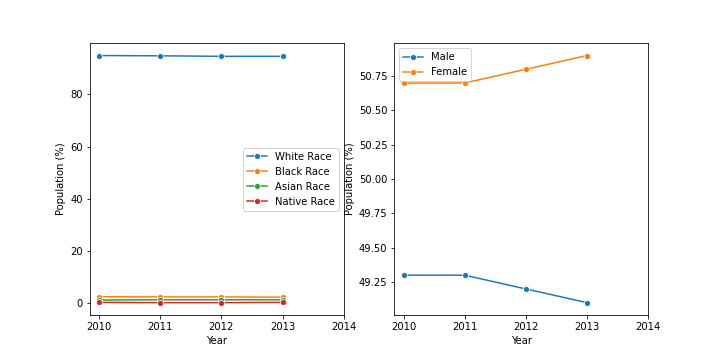 80
60
40
20
0
Population (%)
White Race
Black Race
Asian Race
Native Race
2010 2011 2012 2013 2014
Year
50.75
50.50
50.25
50.00
49.75
49.50
49.25
Population (%)
Male
Female
2010 2011 2012 2013 2014
Year